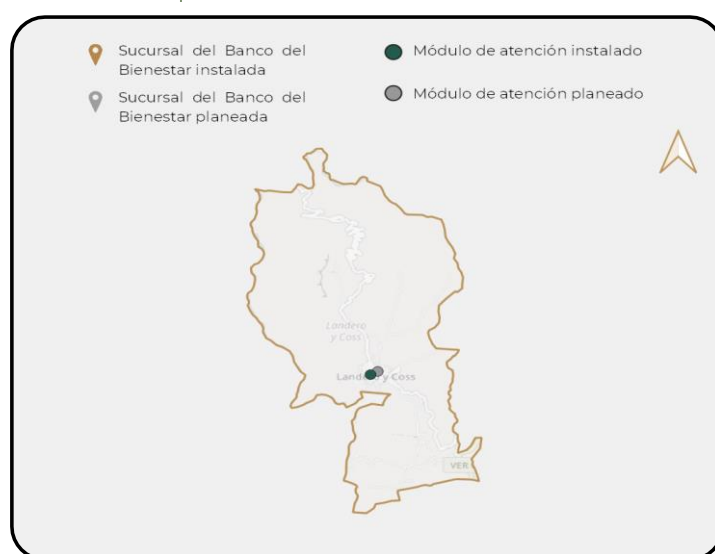 Sucursal del Banco del
Bienestar instalada
Sucursal del Banco del
Bienestar planeada
Módulo de atención instalado
Módulo de atención planeado
Landero
y Coss
Landero y Coss
VER